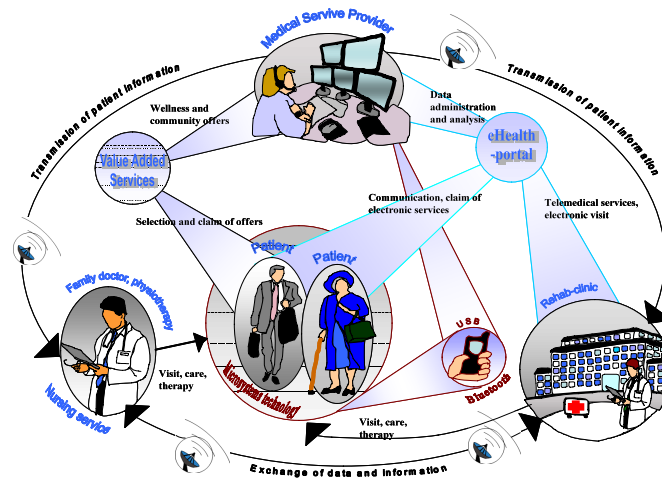 Medical Servive Provider
Transmission of patient information
Transmission of patient information
Wellness and
community offers
Data
administration
and analysis
eHealth
-portal
Value Added
Services
Communication, claim of
electronic services
Telemedical services,
electronic visit
Selection and claim of offers
Patient
Patient
Family doctor, physiotherapy
Rehab-clinic
USB
Microsystems technology
Visit, care,
therapy
Bluetooth
Nursing service
Visit, care,
therapy
Exchange of data and information